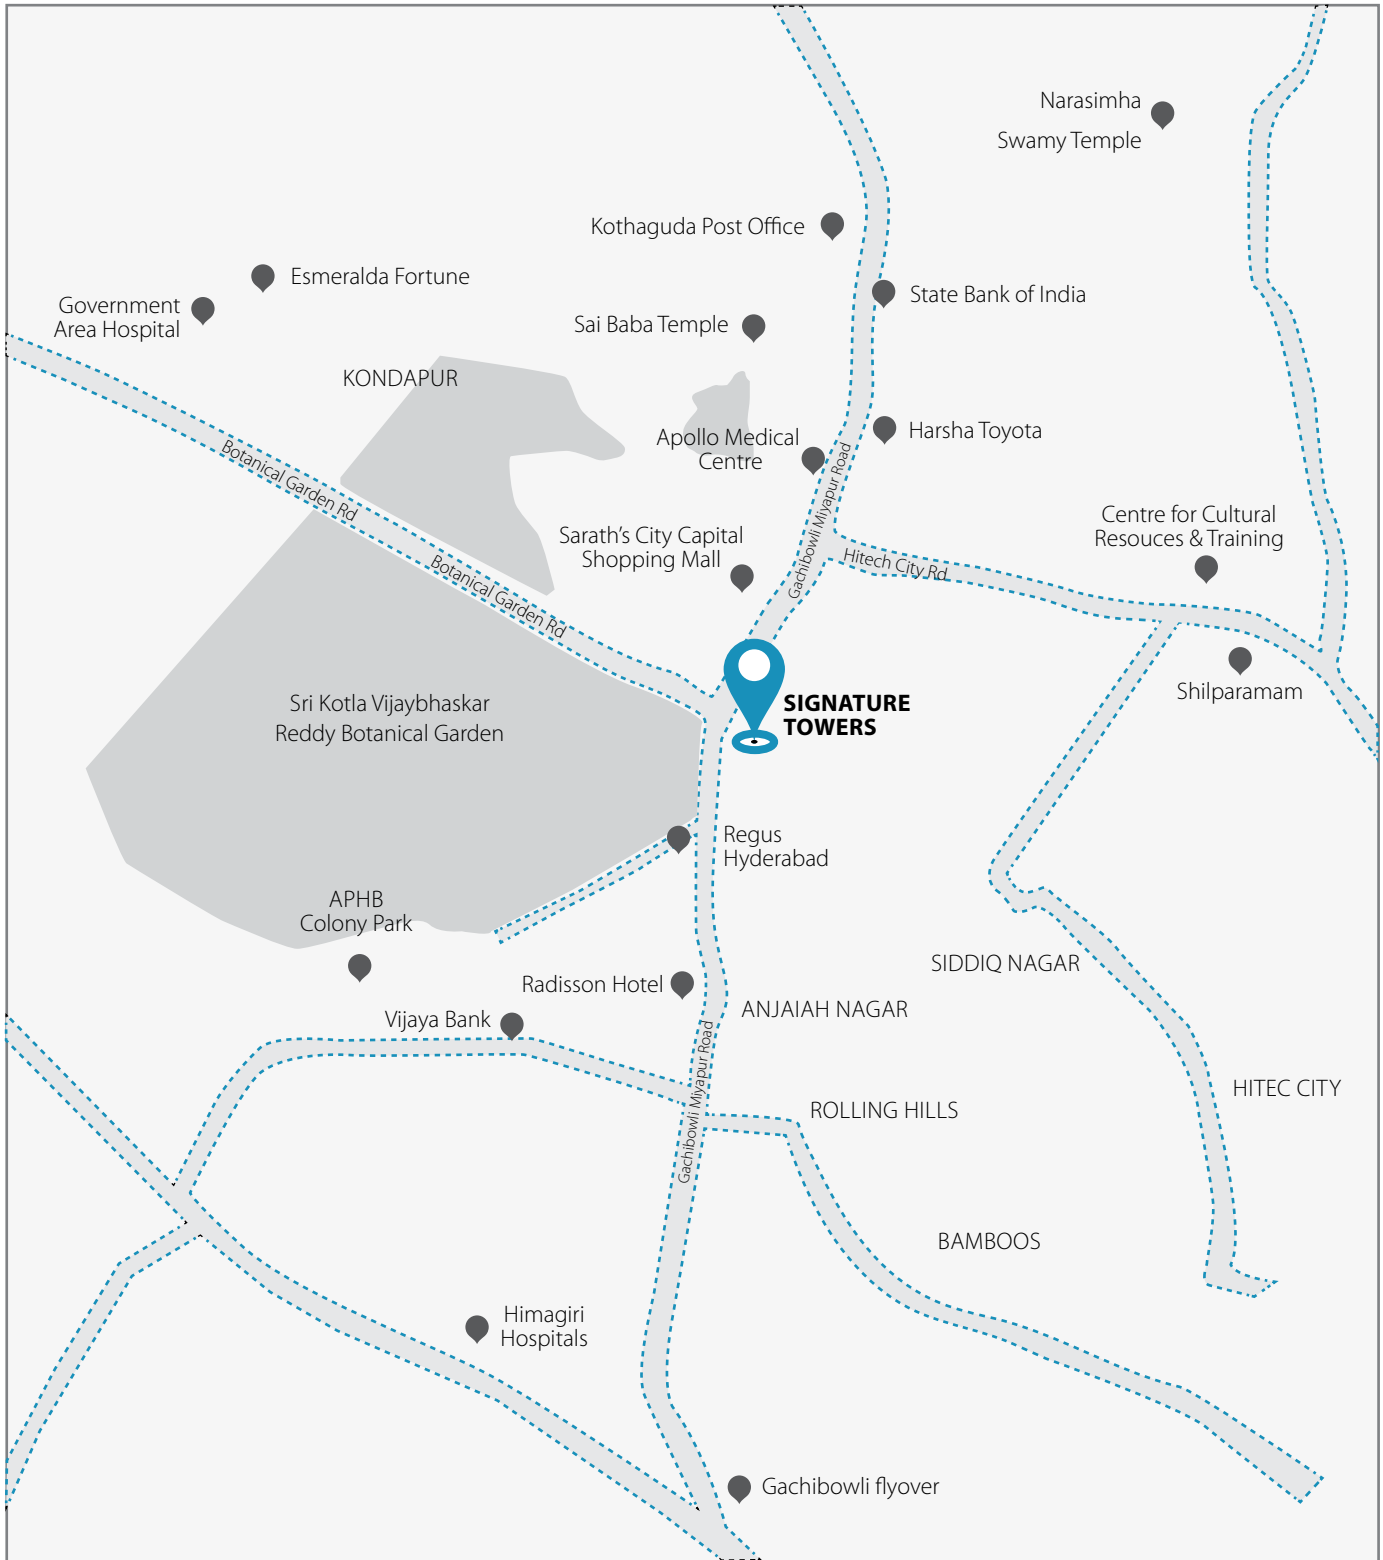 Narasimha
Swamy Temple
Kothaguda Post Office
Esmeralda Fortune
Government
Area Hospital
State Bank of India
Sai Baba Temple
KONDAPUR
Apollo Medical
Centre
Harsha Toyota
Botanical Garden Rd
Gachibowli Miyapur Road
Centre for Cultural
Resouces & Training
Sarath's City Capital
Shopping Mall
Hitech City Rd
Botanical Garden Rd
Shilparamam
Sri Kotla Vijaybhaskar
Reddy Botanical Garden
SIGNATURE
TOWERS
Regus
Hyderabad
APHB
Colony Park
SIDDIQ NAGAR
Radisson Hotel
ANJAIAH NAGAR
Vijaya Bank
Gachibowli Miyapur Road
HITEC CITY
ROLLING HILLS
BAMBOOS
Himagiri
Hospitals
Gachibowli flyover